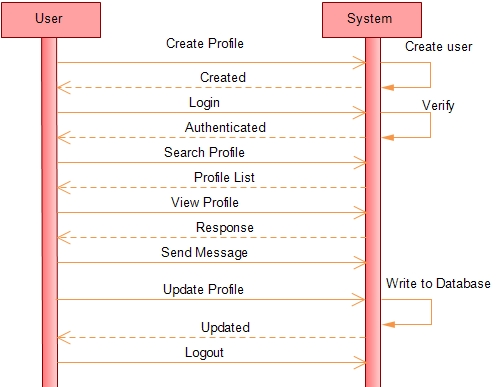 User
System
Create Profile
Create user
Created
Login
Verify
Authenticated
Search Profile
Profile List
View Profile
Response
Send Message
Update Profile
Write to Database
Updated
Logout